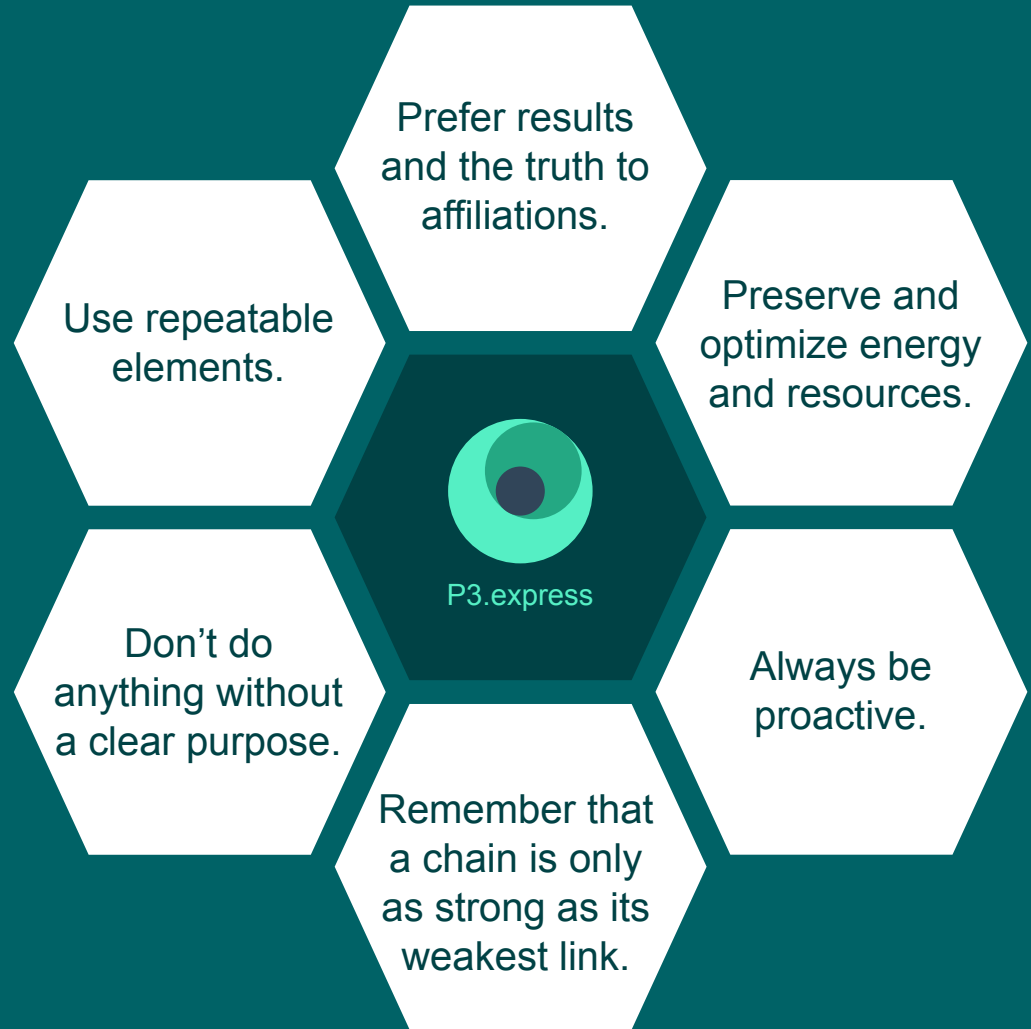 Prefer results
and the truth to
affiliations.
Preserve and
optimize energy
and resources.
Always be
proactive.
Remember that
a chain is only
as strong as its
weakest link.
Don’t do
anything without
a clear purpose.
Use repeatable
elements.
P3.express